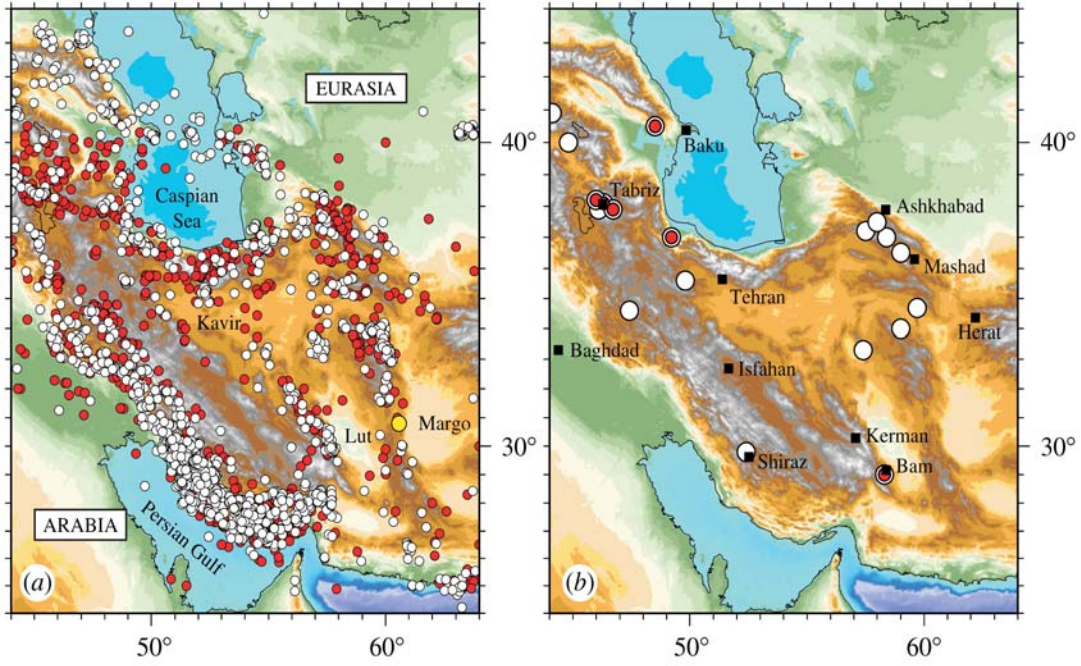 EURASIA
Caspian
Sea
Kavir
Lut
Margo
ARABIA
Persian Gulf
(a)
50°
60°
40°
30°
Baku
Tabriz
Ashkhabad
Mashad
Tehran
Herat
Baghdad
Isfahan
Kerman
Shiraz
Bam
(b)
50°
60°
40°
30°